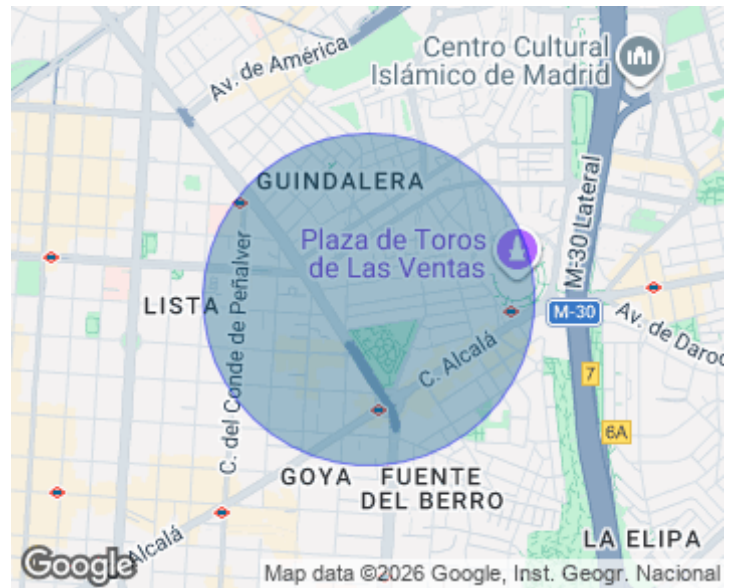 Centro Cultural
Islámico de Madrid
Av. de América
GUINDALERA
M-30 Lateral
Plaza de Toros
de Las Ventas
C. del Conde de Peñalver
LISTA
M-30
Av. de Daroc
C. Alcalá
7
6A
GOYA
FUENTE
DEL BERRO
LA ELIPA
Alcalá
Google
Map data ©2026 Google, Inst. Geogr. Nacional